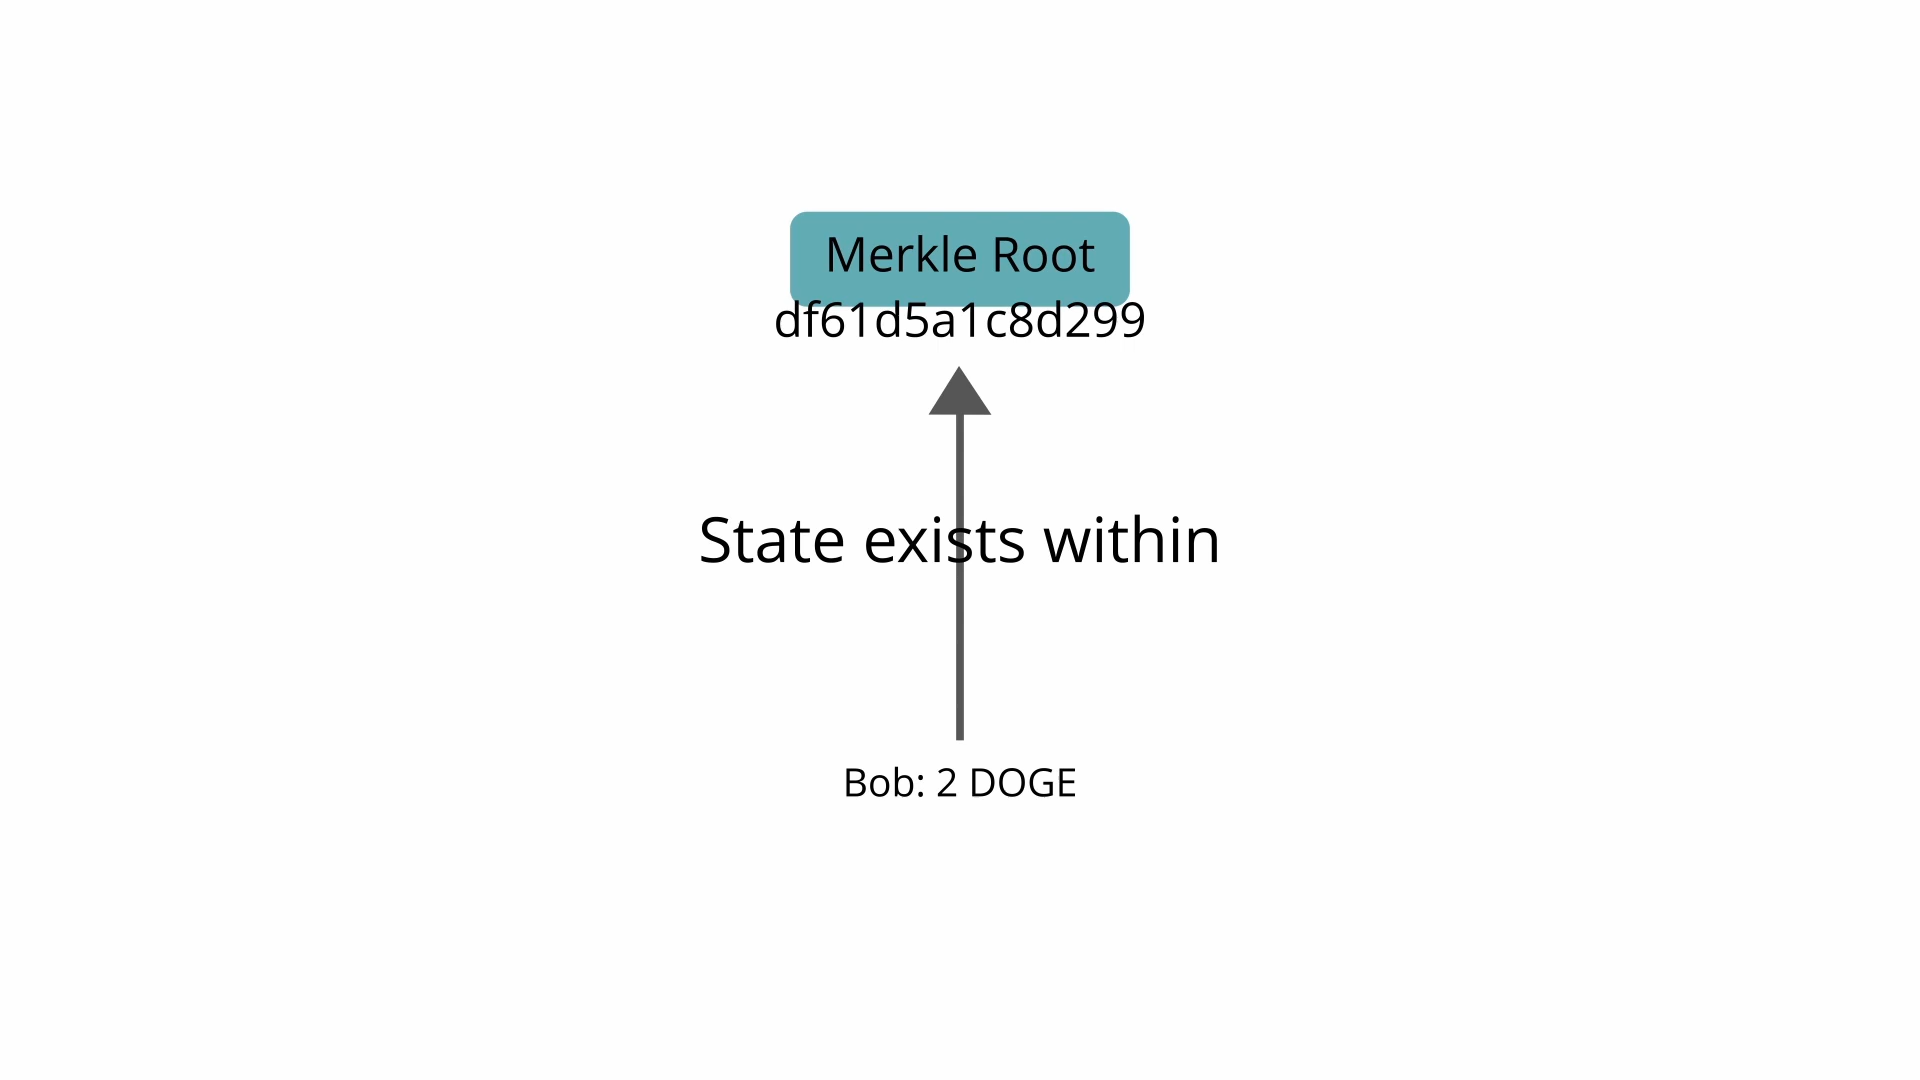 Merkle Root
df61d5a1c8d299
State exists within
Bob: 2 DOGE